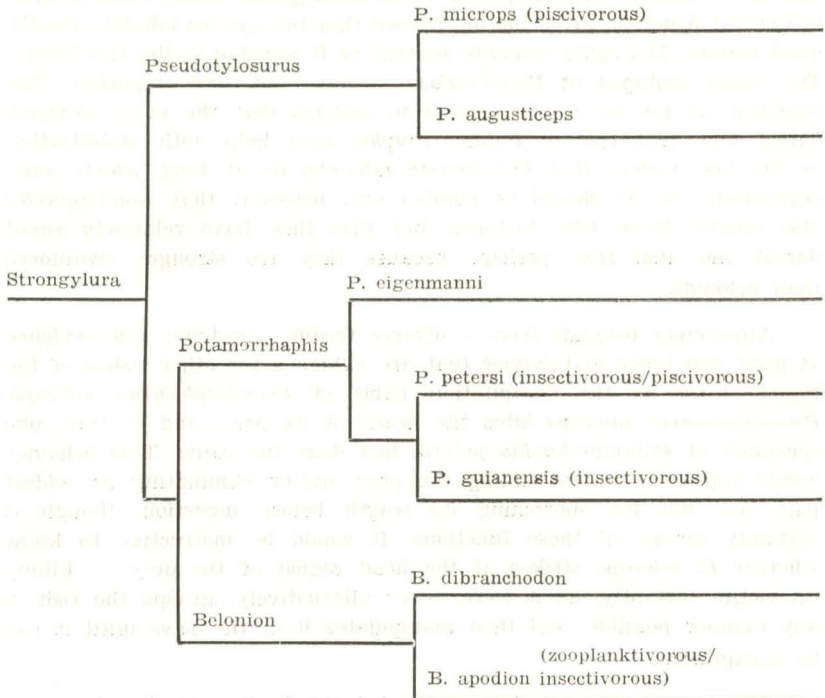 P. microps (piscivorous)
Pseudotylosurus
P. augusticeps
Strongylura
P. eigenmanni
Potamorrhaphis
P. petersi (insectivorous/piscivorous)
P. guianensis (insectivorous)
B. dibranchodon
Belonion
(zooplanktivorous/
B. apodion insectivorous)